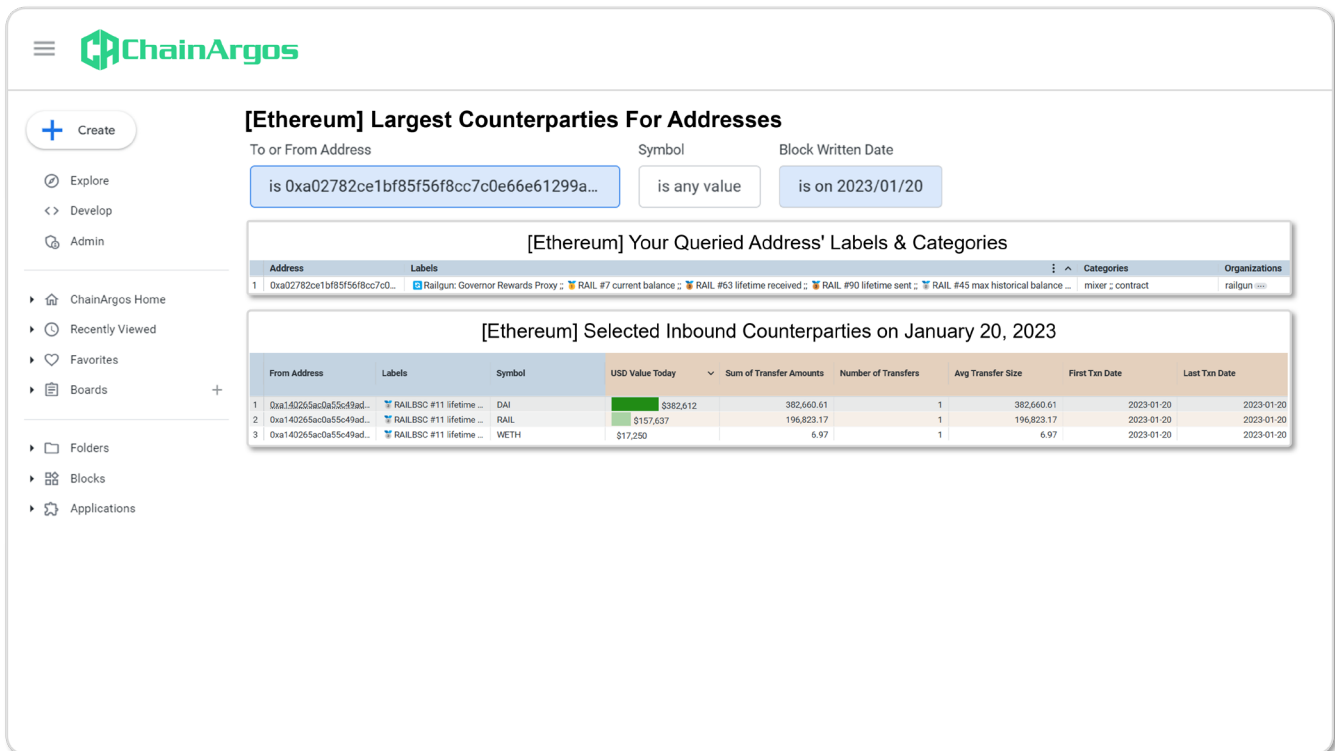 ChainArgos
Create
Explore
Develop
Admin
ChainArgos Home
Recently Viewed
Favorites
Boards
Folders
Blocks
Applications
[Ethereum] Largest Counterparties For Addresses
To or From Address Symbol Block Written Date
is 0xa02782ce1bf85f56f8cc7c0e66e61299a... is any value is on 2023/01/20
[Ethereum] Your Queried Address' Labels & Categories
Address Labels Categories Organizations
1 0xa02782ce1bf85f56f8cc7c0... Railgun: Governor Rewards Proxy ;; RAIL #7 current balance ;; RAIL #63 lifetime received ;; RAIL #90 lifetime sent ;; RAIL #45 max historical balance ... mixer ;; contract railgun
[Ethereum] Selected Inbound Counterparties on January 20, 2023
From Address Labels Symbol USD Value Today Sum of Transfer Amounts Number of Transfers Avg Transfer Size First Txn Date Last Txn Date
1 0xa140265ac0a55c49ad... RAILBSC #11 lifetime ... DAI $382,612 382,660.61 1 382,660.61 2023-01-20 2023-01-20
2 0xa140265ac0a55c49ad... RAILBSC #11 lifetime ... RAIL $157,637 196,823.17 1 196,823.17 2023-01-20 2023-01-20
3 0xa140265ac0a55c49ad... RAILBSC #11 lifetime ... WETH $17,250 6.97 1 6.97 2023-01-20 2023-01-20